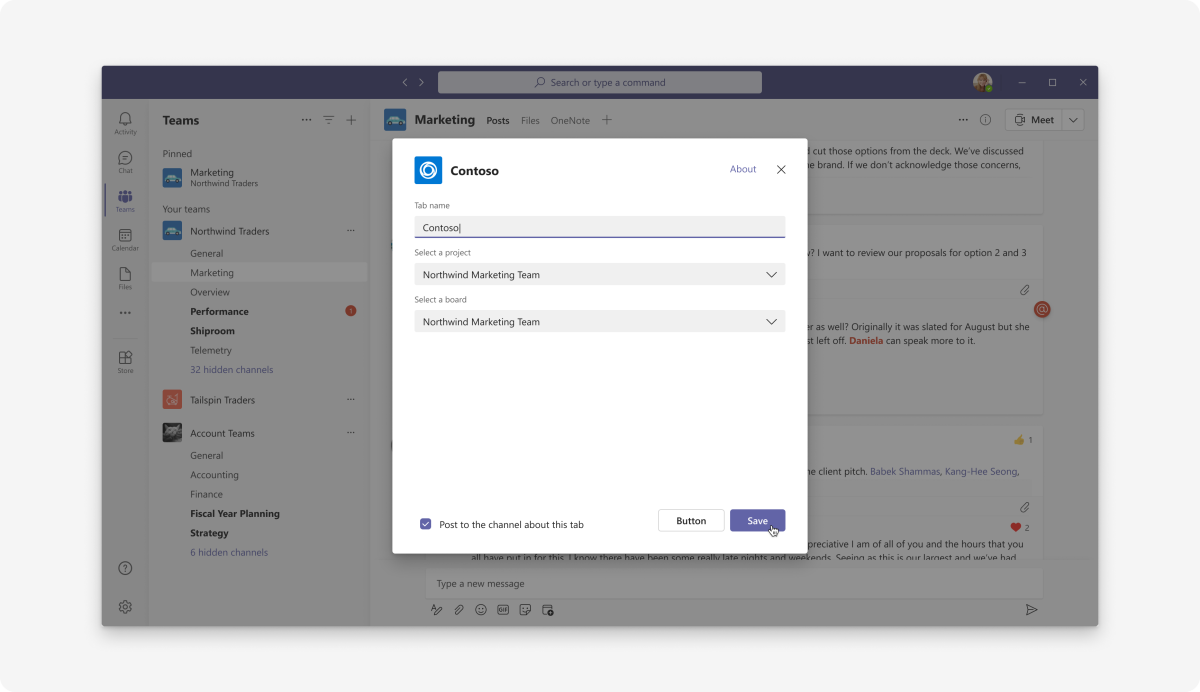 Search or type a command
Activity
Chat
Teams
Calendar
Files
Store
Teams
Pinned
Marketing
Northwind Traders
Your teams
Northwind Traders
General
Marketing
Overview
Performance
1
Shiproom
Telemetry
32 hidden channels
Tailspin Traders
Account Teams
General
Accounting
Finance
Fiscal Year Planning
Strategy
6 hidden channels
Marketing
Posts
Files
OneNote
Meet
cut those options from the deck. We've discussed
brand. If we don't acknowledge those concerns,
? I want to review our proposals for option 2 and 3
@
as well? Originally it was slated for August but she
left off. Daniela can speak more to it.
1
client pitch. Babek Shammas, Kang-Hee Seong,
2
I am of all of you and the hours that you
all have put in for this. I know there have been some really late nights and weekends. Seeing as this is our largest and we've had
Type a new message
GIF
Contoso
About
Tab name
Contoso
Select a project
Northwind Marketing Team
Select a board
Northwind Marketing Team
Post to the channel about this tab
Button
Save